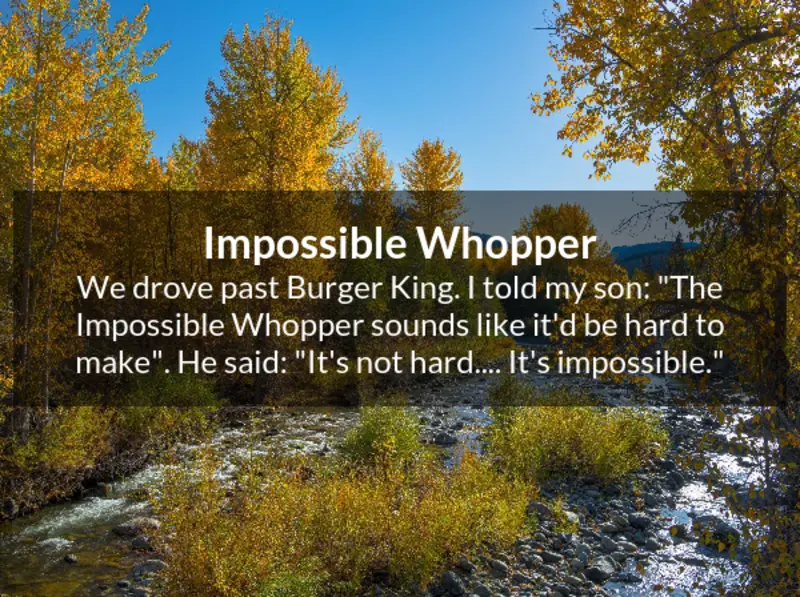 Impossible Whopper
We drove past Burger King. I told my son: "The
Impossible Whopper sounds like it'd be hard to
make". He said: "It's not hard.... It's impossible."